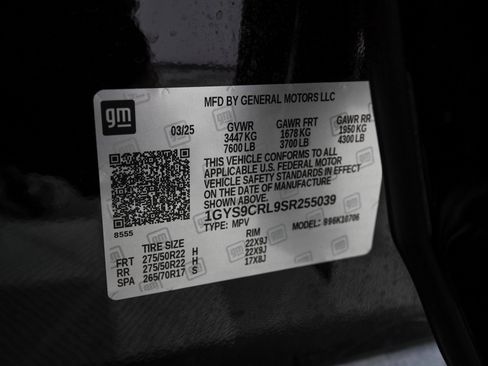 MFD BY GENERAL MOTORS LLC
gm
03/25 GVWR GAWR FRT GAWR RR
3447 KG 1678 KG 1950 KG
7600 LB 3700 LB 4300 LB
THIS VEHICLE CONFORMS TO ALL
APPLICABLE U.S. FEDERAL MOTOR
VEHICLE SAFETY STANDARDS IN EFFECT
ON THE DATE OF MANUFACTURE SHOWN ABOVE.
1GYS9CRL9SR255039
8555 TYPE: MPV MODEL: 996K10706
TIRE SIZE RIM
FRT 275/50R22 H 22X9J
RR 275/50R22 H 22X9J
SPA 265/70R17 S 17X8J